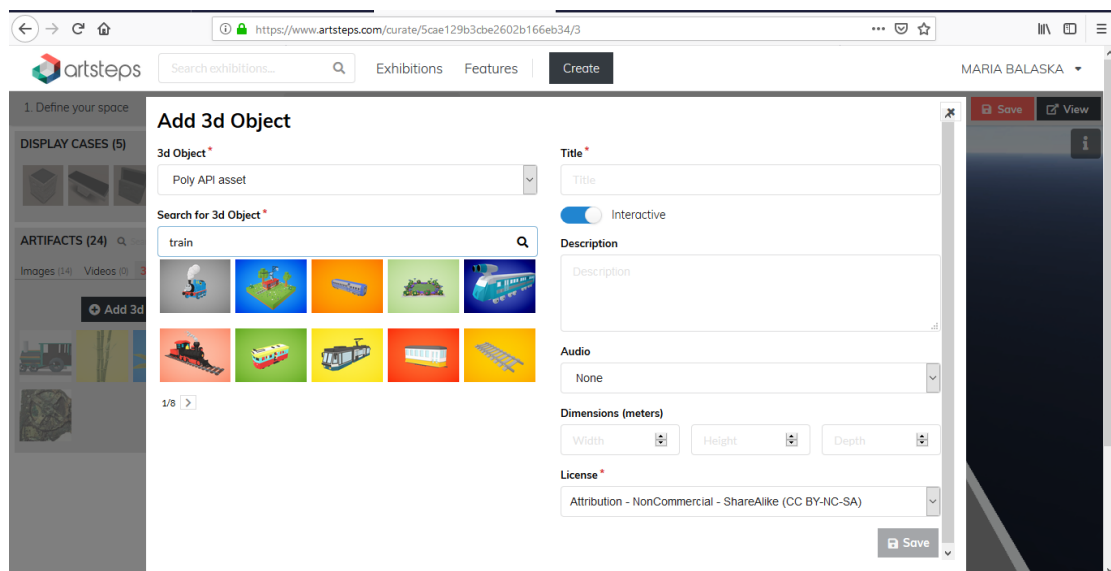 https://www.artsteps.com/curate/5cae129b3cbe2602b166eb34/3
artsteps
Search exhibitions...
Exhibitions
Features
Create
MARIA BALASKA
1. Define your space
Save
View
DISPLAY CASES (5)
ARTIFACTS (24)
Images (14)
Videos (0)
3
Add 3d
Add 3d Object
3d Object *
Poly API asset
Search for 3d Object *
train
1/8
Title *
Title
Interactive
Description
Description
Audio
None
Dimensions (meters)
Width
Height
Depth
License *
Attribution - NonCommercial - ShareAlike (CC BY-NC-SA)
Save